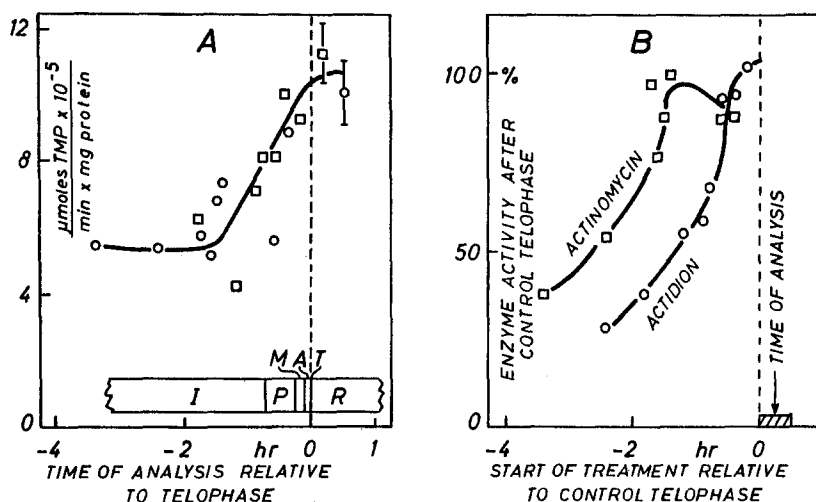 A
12
8
4
0
µmoles TMP x 10-5
min x mg protein
M A T
I P R
-4 -2 hr 0 1
TIME OF ANALYSIS RELATIVE
TO TELOPHASE
B
100 %
50
0
ENZYME ACTIVITY AFTER
CONTROL TELOPHASE
ACTINOMYCIN
ACTIDION
TIME OF ANALYSIS
-4 -2 hr 0
START OF TREATMENT RELATIVE
TO CONTROL TELOPHASE